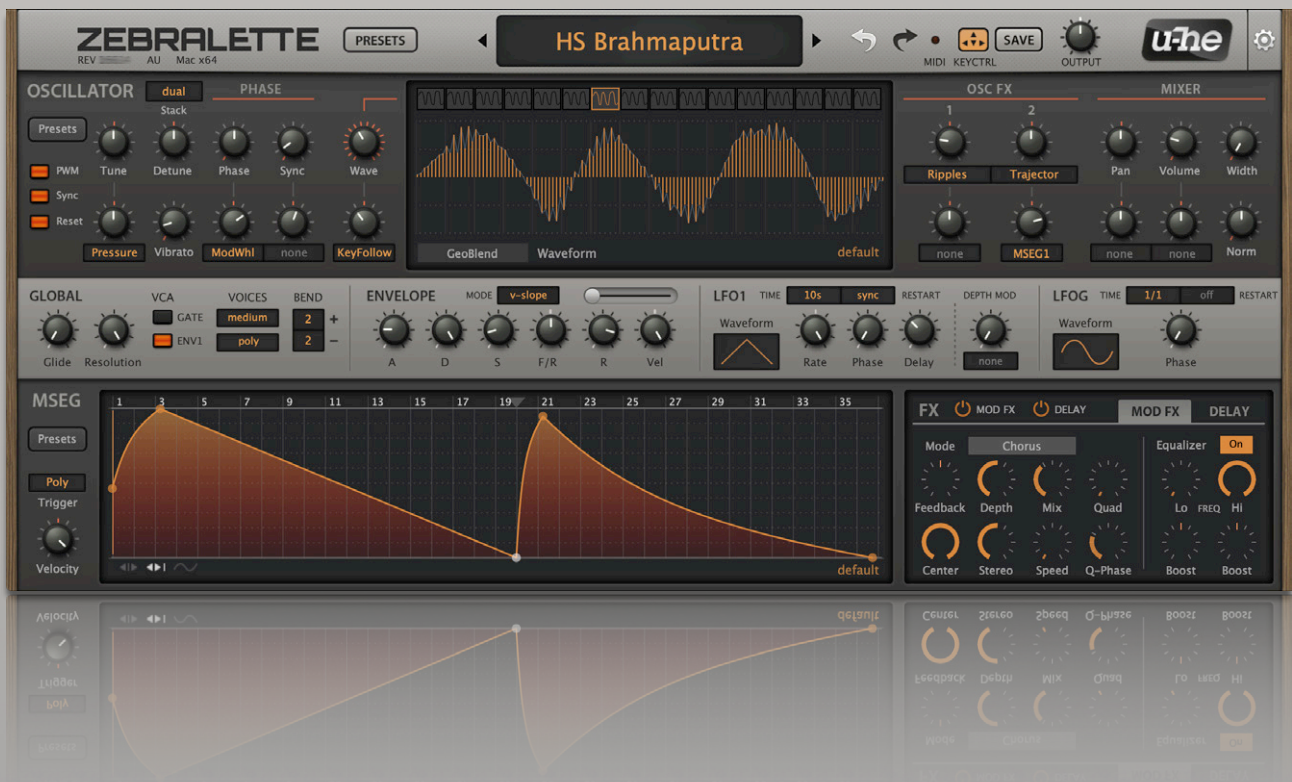 ZEBRALETTE PRESETS HS Brahmaputra SAVE u-he
REV AU Mac x64 MIDI KEYCTRL OUTPUT
OSCILLATOR dual PHASE OSC FX MIXER
Stack 1 2
Presets
PWM Tune Detune Phase Sync Wave Ripples Trajector Pan Volume Width
Sync
Reset
Pressure Vibrato ModWhl none KeyFollow GeoBlend Waveform default none MSEG1 none none Norm
GLOBAL VCA VOICES BEND ENVELOPE MODE v-slope LFO1 TIME 10s sync RESTART DEPTH MOD LFOG TIME 1/1 off RESTART
GATE medium 2 + Waveform Waveform
ENV1 poly 2 −
Glide Resolution A D S F/R R Vel Rate Phase Delay none Phase
MSEG 1 3 5 7 9 11 13 15 17 19 21 23 25 27 29 31 33 35
FX MOD FX DELAY MOD FX DELAY
Presets Mode Chorus Equalizer On
Poly
Trigger
Feedback Depth Mix Quad Lo FREQ Hi
Velocity default Center Stereo Speed Q-Phase Boost Boost